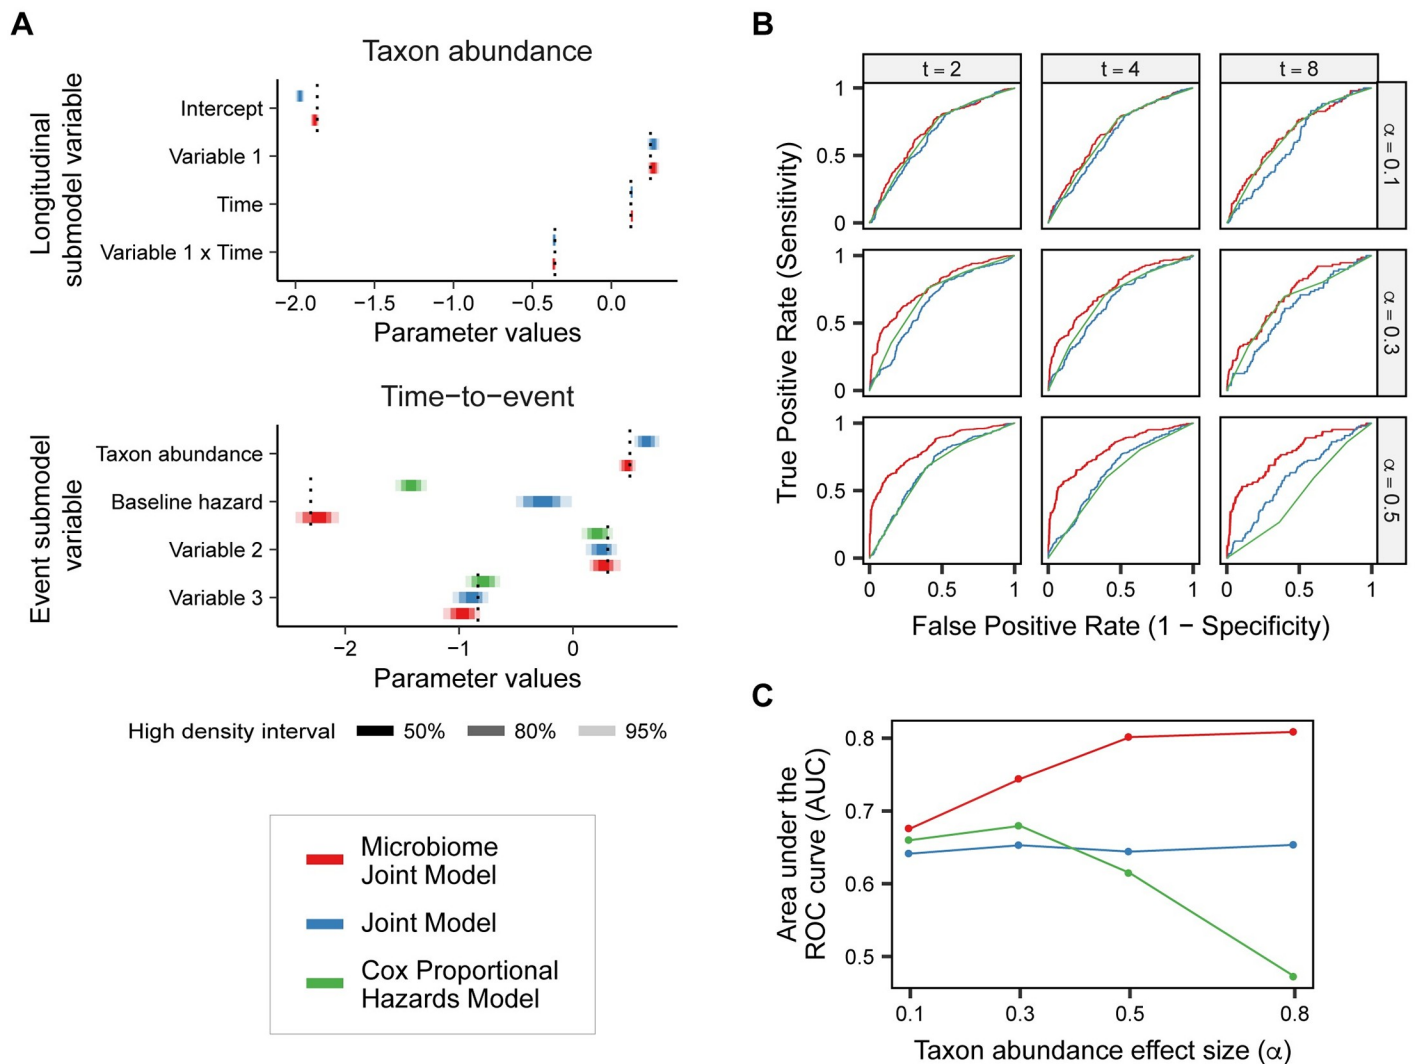 A
Taxon abundance
Longitudinal
submodel variable
Intercept
Variable 1
Time
Variable 1 x Time
−2.0 −1.5 −1.0 −0.5 0.0
Parameter values
Time−to−event
Event submodel
variable
Taxon abundance
Baseline hazard
Variable 2
Variable 3
−2 −1 0
Parameter values
High density interval 50% 80% 95%
Microbiome
Joint Model
Joint Model
Cox Proportional
Hazards Model
B
t = 2 t = 4 t = 8
True Positive Rate (Sensitivity)
1
0.5
0
α = 0.1
1
0.5
0
α = 0.3
1
0.5
0
α = 0.5
0 0.5 1 0 0.5 1 0 0.5 1
False Positive Rate (1 − Specificity)
C
Area under the
ROC curve (AUC)
0.8
0.7
0.6
0.5
0.1 0.3 0.5 0.8
Taxon abundance effect size (α)